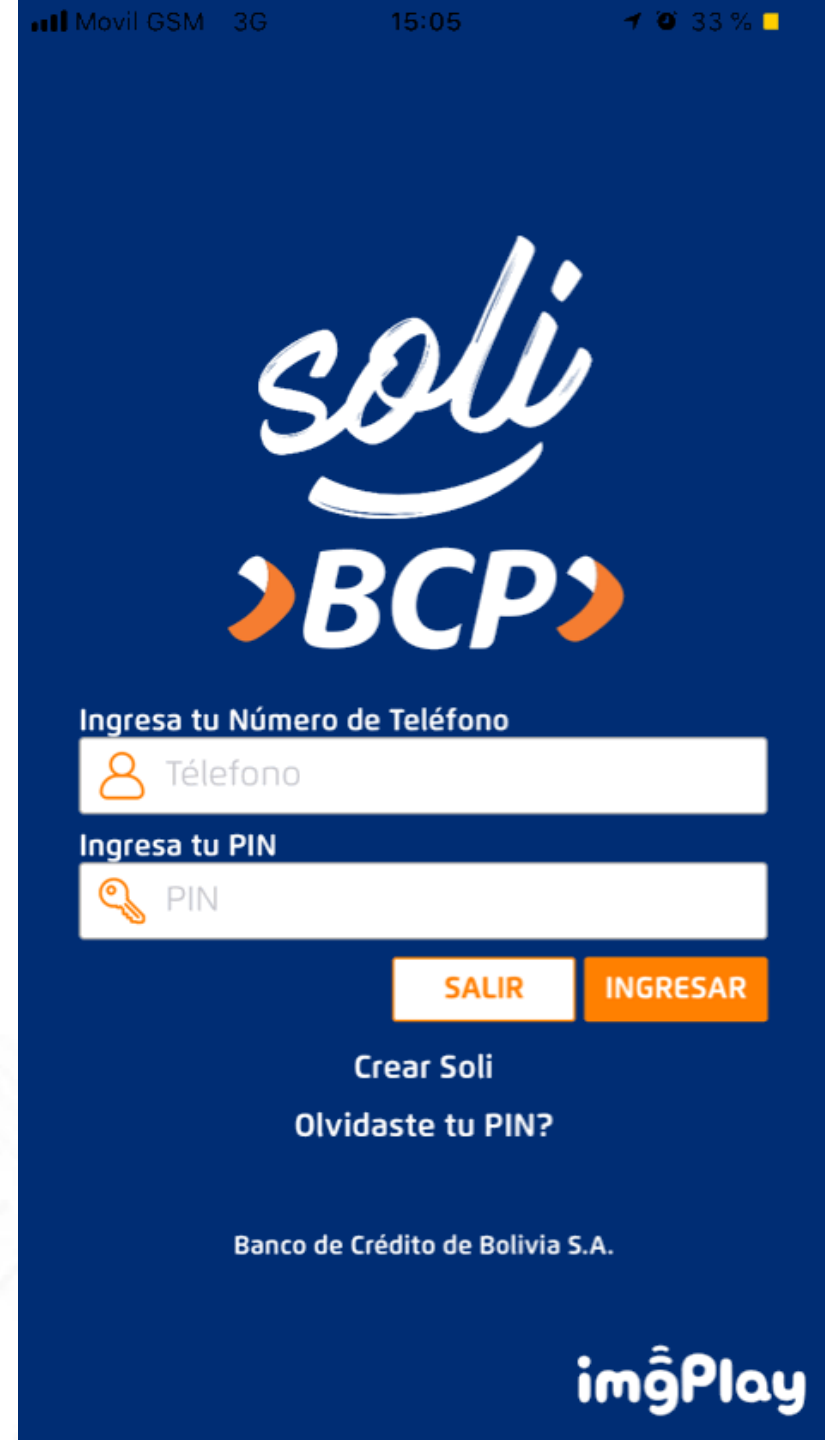 Movil GSM 3G 15:05 33 %
soli
BCP
Ingresa tu Número de Teléfono
Télefono
Ingresa tu PIN
PIN
SALIR INGRESAR
Crear Soli
Olvidaste tu PIN?
Banco de Crédito de Bolivia S.A.
imgPlay